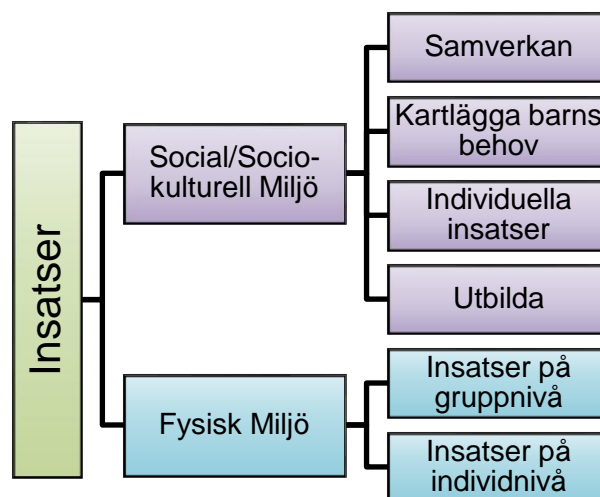 Insatser
Social/Socio-
kulturell Miljö
Samverkan
Kartlägga barns
behov
Individuella
insatser
Utbilda
Fysisk Miljö
Insatser på
gruppnivå
Insatser på
individnivå